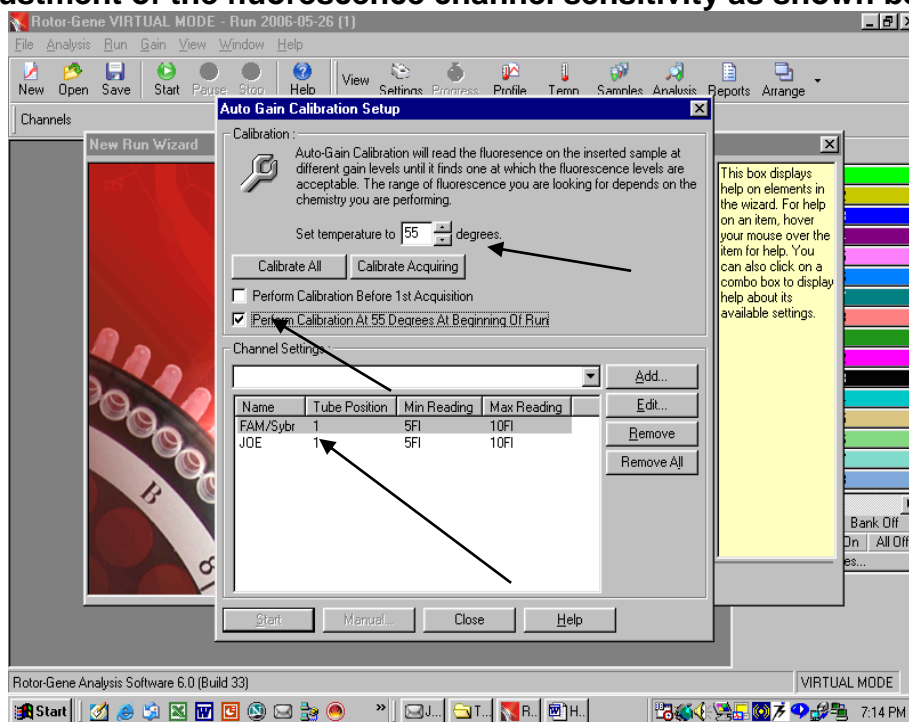 ustment of the fluorescence channel sensitivity as shown be
Rotor-Gene VIRTUAL MODE - Run 2006-05-26 (1)
File Analysis Run Gain View Window Help
New Open Save Start Pause Stop Help View Settings Progress Profile Temp Samples Analysis Reports Arrange
Channels
New Run Wizard
Auto Gain Calibration Setup
Calibration :
Auto-Gain Calibration will read the fluoresence on the inserted sample at
different gain levels until it finds one at which the fluorescence levels are
acceptable. The range of fluorescence you are looking for depends on the
chemistry you are performing.
Set temperature to 55 degrees.
Calibrate All Calibrate Acquiring
Perform Calibration Before 1st Acquisition
Perform Calibration At 55 Degrees At Beginning Of Run
Channel Settings :
Add...
Name Tube Position Min Reading Max Reading
FAM/Sybr 1 5Fl 10Fl
JOE 1 5Fl 10Fl
Edit...
Remove
Remove All
Start Manual... Close Help
This box displays
help on elements in
the wizard. For help
on an item, hover
your mouse over the
item for help. You
can also click on a
combo box to display
help about its
available settings.
Bank Off
On All Off
es...
Rotor-Gene Analysis Software 6.0 (Build 33)
VIRTUAL MODE
Start » J... T... R.. H.. 7:14 PM